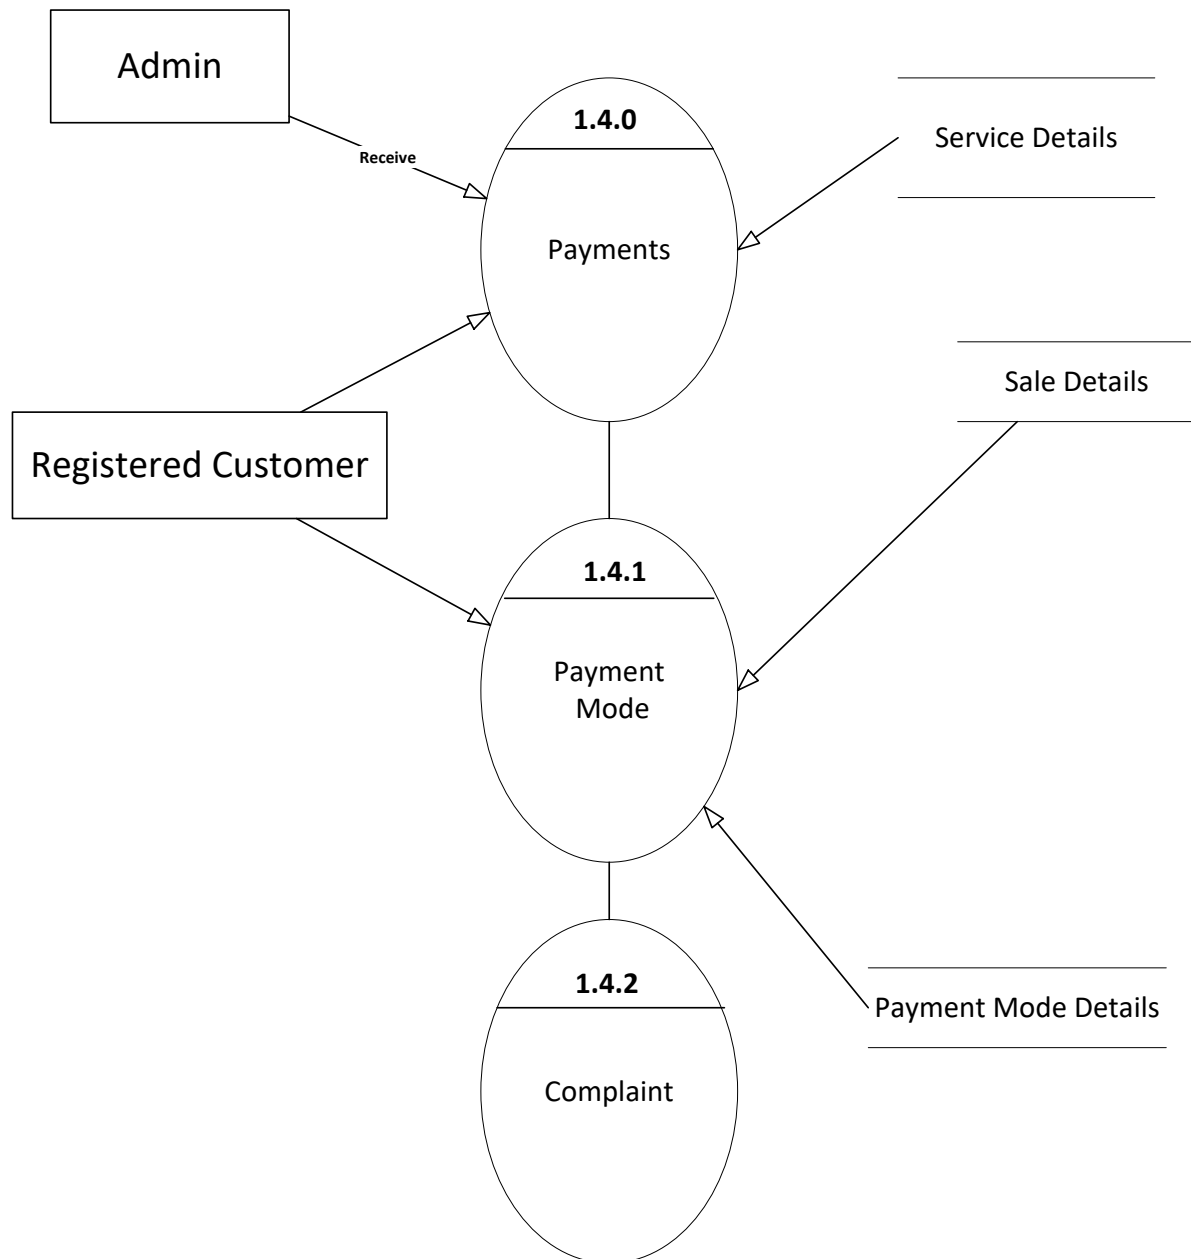 Admin
1.4.0
Service Details
Receive
Payments
Sale Details
Registered Customer
1.4.1
Payment
Mode
1.4.2
Payment Mode Details
Complaint